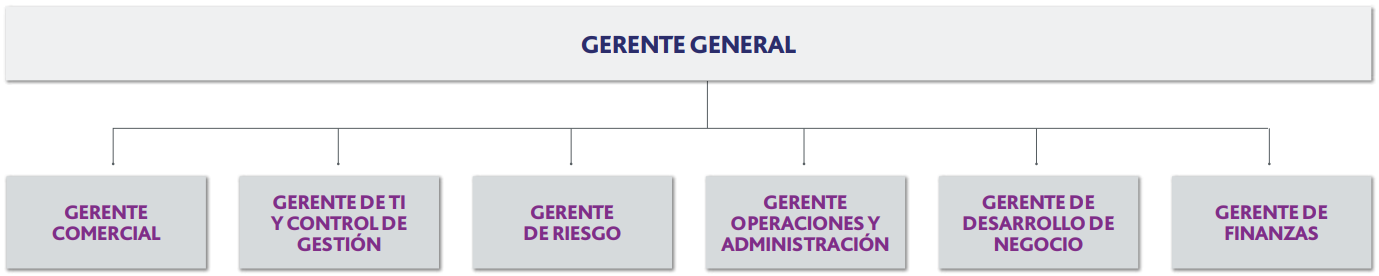 GERENTE GENERAL
GERENTE
COMERCIAL
GERENTE DE TI
Y CONTROL DE
GESTIÓN
GERENTE
DE RIESGO
GERENTE
OPERACIONES Y
ADMINISTRACIÓN
GERENTE DE
DESARROLLO DE
NEGOCIO
GERENTE DE
FINANZAS